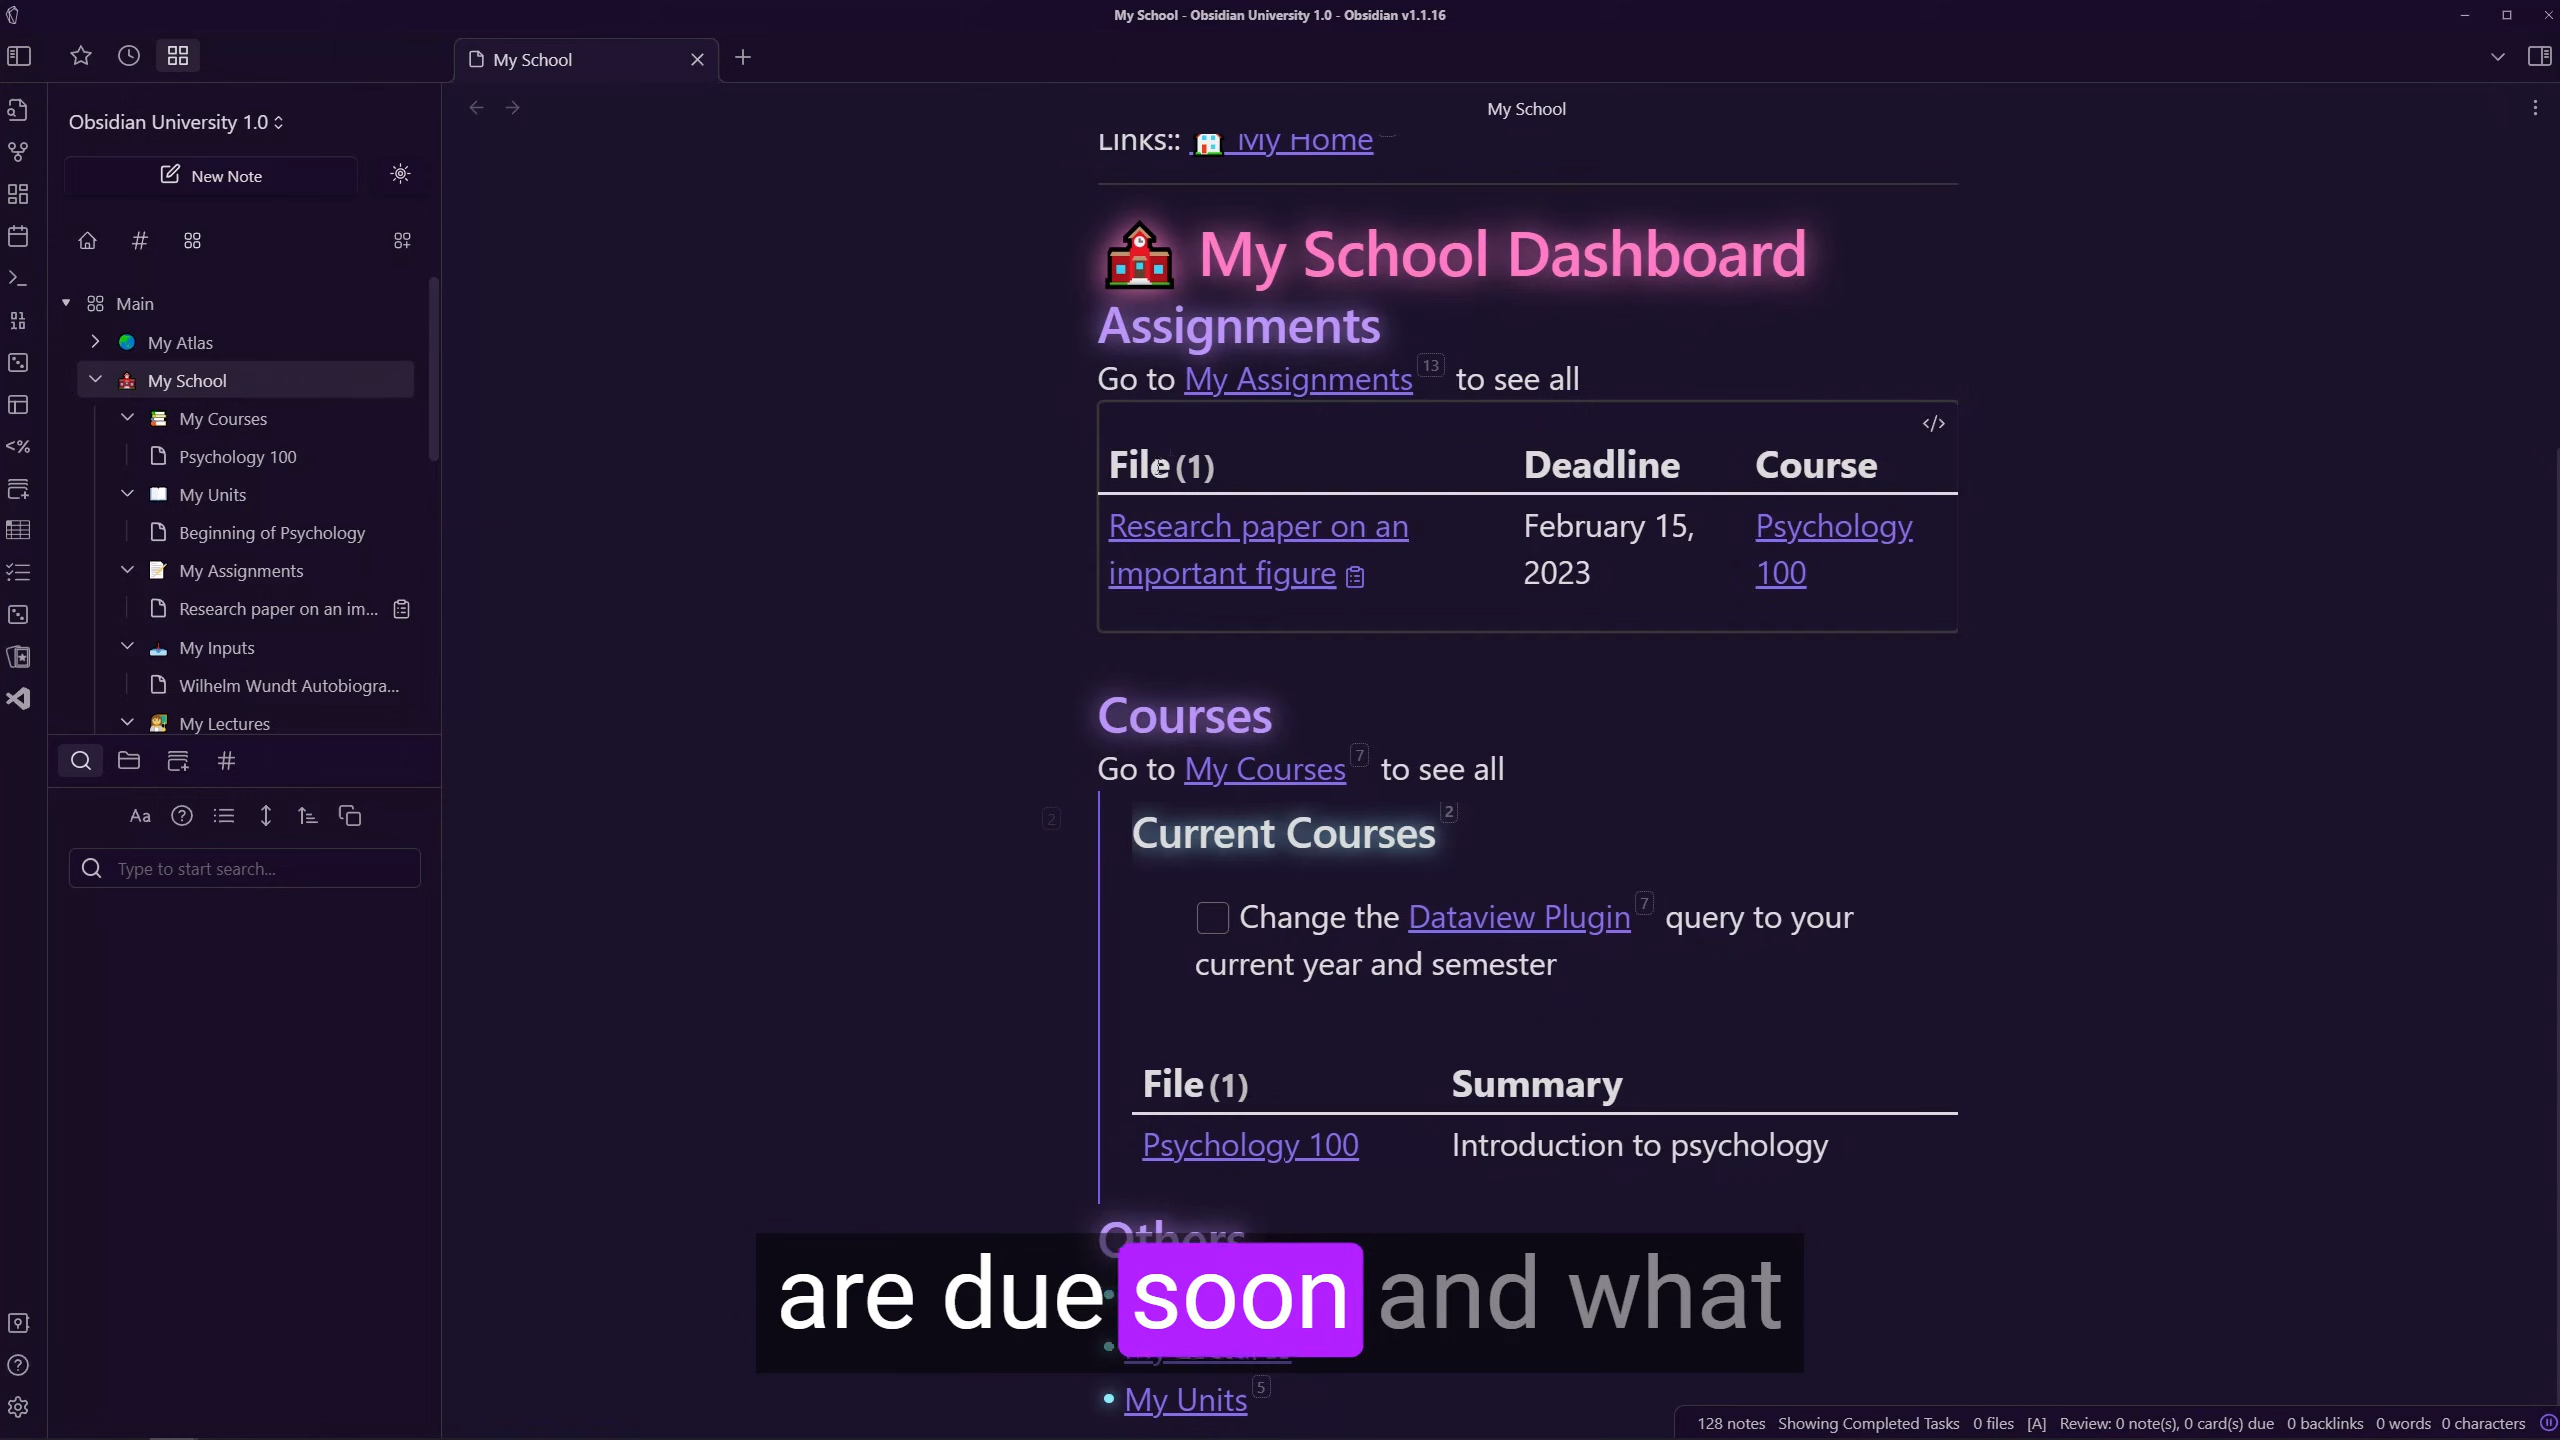 My School - Obsidian University 1.0 - Obsidian v1.1.16
My School
Obsidian University 1.0
New Note
Main
My Atlas
My School
My Courses
Psychology 100
My Units
Beginning of Psychology
My Assignments
Research paper on an im...
My Inputs
Wilhelm Wundt Autobiogra...
My Lectures
Aa
Type to start search...
My School
Links:: My Home
My School Dashboard
Assignments
Go to My Assignments 13 to see all
File (1) Deadline Course
Research paper on an important figure February 15, 2023 Psychology 100
Courses
Go to My Courses 7 to see all
2
Current Courses 2
Change the Dataview Plugin 7 query to your
current year and semester
File (1) Summary
Psychology 100 Introduction to psychology
Others
are due soon and what
My Units 5
128 notes Showing Completed Tasks 0 files [A] Review: 0 note(s), 0 card(s) due 0 backlinks 0 words 0 characters